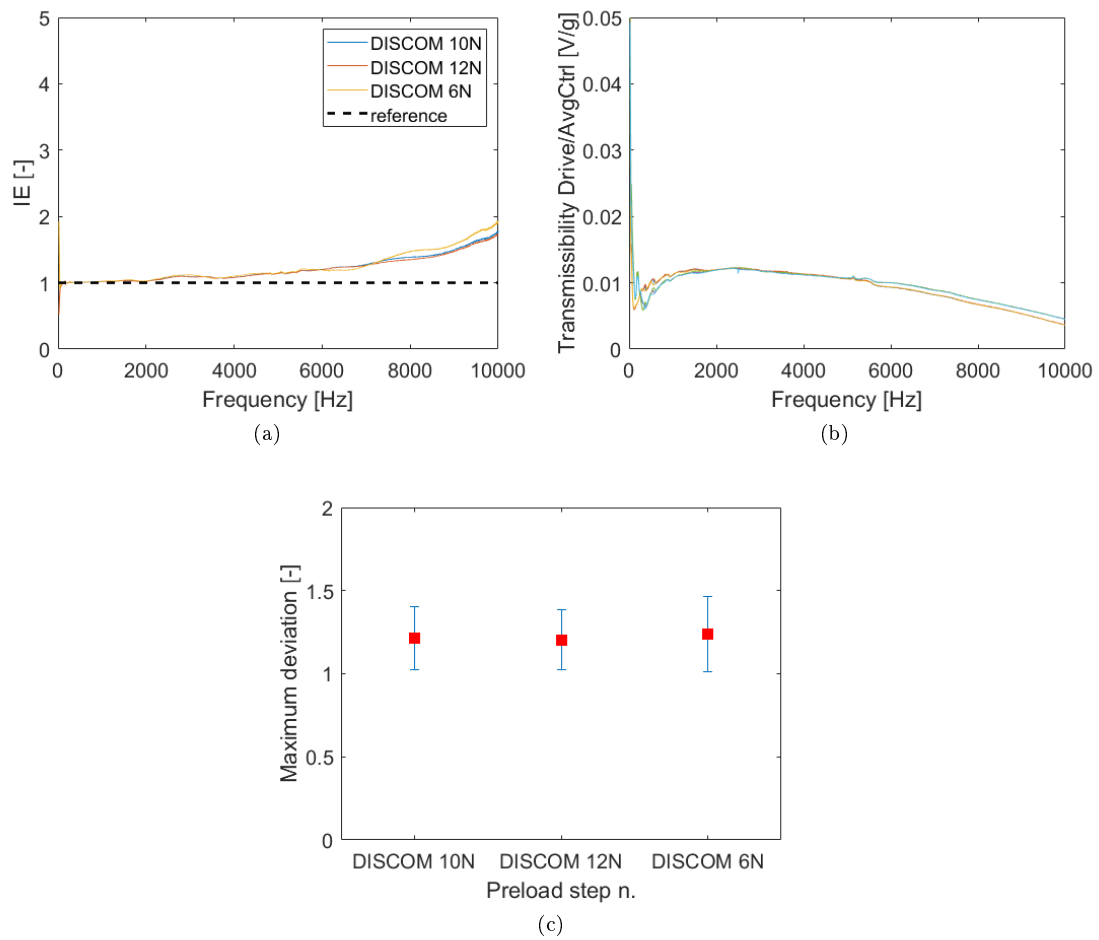 5
4
3
2
1
0
IE [-]
DISCOM 10N
DISCOM 12N
DISCOM 6N
reference
0 2000 4000 6000 8000 10000
Frequency [Hz]
(a)
0.05
0.04
0.03
0.02
0.01
0
Transmissibility Drive/AvgCtrl [V/g]
0 2000 4000 6000 8000 10000
Frequency [Hz]
(b)
2
1.5
1
0.5
0
Maximum deviation [-]
DISCOM 10N DISCOM 12N DISCOM 6N
Preload step n.
(c)